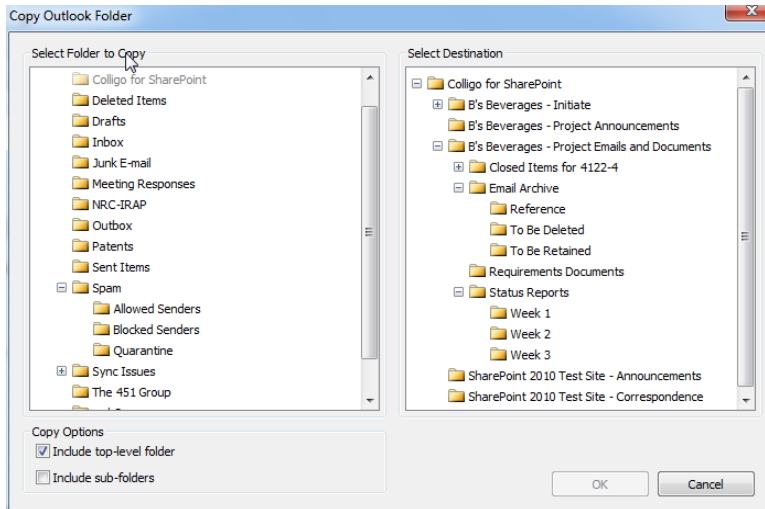 Copy Outlook Folder
Select Folder to Copy
Colligo for SharePoint
Deleted Items
Drafts
Inbox
Junk E-mail
Meeting Responses
NRC-IRAP
Outbox
Patents
Sent Items
Spam
Allowed Senders
Blocked Senders
Quarantine
Sync Issues
The 451 Group
Select Destination
Colligo for SharePoint
B's Beverages - Initiate
B's Beverages - Project Announcements
B's Beverages - Project Emails and Documents
Closed Items for 4122-4
Email Archive
Reference
To Be Deleted
To Be Retained
Requirements Documents
Status Reports
Week 1
Week 2
Week 3
SharePoint 2010 Test Site - Announcements
SharePoint 2010 Test Site - Correspondence
Copy Options
Include top-level folder
Include sub-folders
OK
Cancel